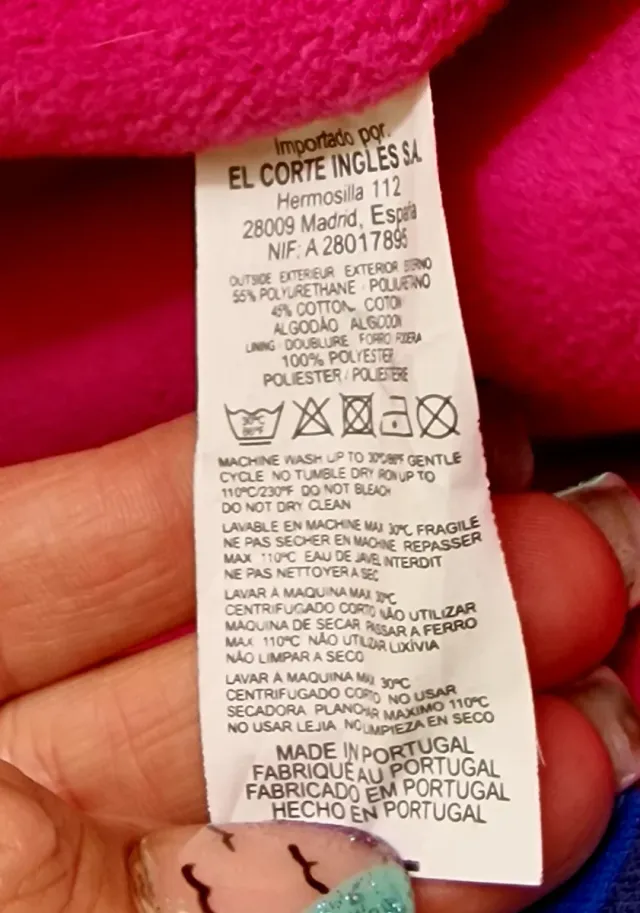 Importado por.
EL CORTE INGLES S.A.
Hermosilla 112
28009 Madrid, España
NIF: A 28017895
OUTSIDE EXTERIEUR EXTERIOR
55% POLYURETHANE · POLIURETANO
45% COTTON, COTON
ALGODÃO ALGODON
LINING · DOUBLURE FORRO
100% POLYESTER
POLIESTER / POLIESTERE
30ºC
86ºF
MACHINE WASH UP TO 30ºC/86ºF GENTLE
CYCLE NO TUMBLE DRY IRON UP TO
110ºC/230ºF DO NOT BLEACH
DO NOT DRY CLEAN
LAVABLE EN MACHINE MAX 30ºC FRAGILE
NE PAS SECHER EN MACHINE REPASSER
MAX 110ºC EAU DE JAVEL INTERDIT
NE PAS NETTOYER A SEC
LAVAR À MAQUINA MAX 30ºC
CENTRIFUGADO CORTO NÃO UTILIZAR
MAQUINA DE SECAR PASSAR A FERRO
MAX 110ºC NÃO UTILIZAR LIXÍVIA
NÃO LIMPAR A SECO
LAVAR À MAQUINA MAX 30ºC
CENTRIFUGADO CORTO NO USAR
SECADORA PLANCHAR MAXIMO 110ºC
NO USAR LEJIA NO LIMPIEZA EN SECO
MADE IN PORTUGAL
FABRIQUÉ AU PORTUGAL
FABRICADO EM PORTUGAL
HECHO EN PORTUGAL